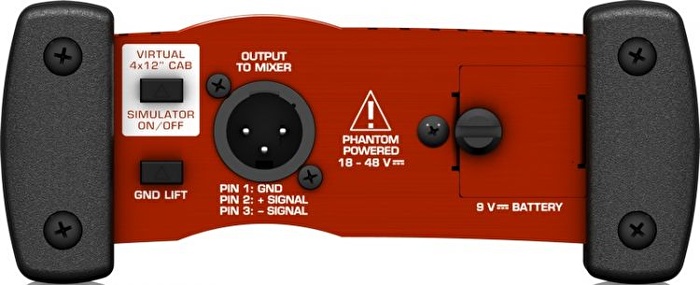 VIRTUAL
4x12" CAB
SIMULATOR
ON/OFF
GND LIFT
OUTPUT
TO MIXER
PIN 1: GND
PIN 2: + SIGNAL
PIN 3: – SIGNAL
PHANTOM
POWERED
18 - 48 V⎓
9 V⎓ BATTERY